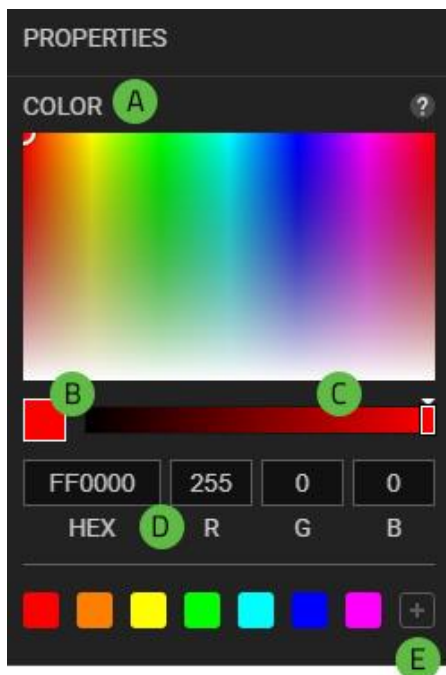 PROPERTIES
COLOR A ?
B C
FF0000 255 0 0
HEX D R G B
+
E